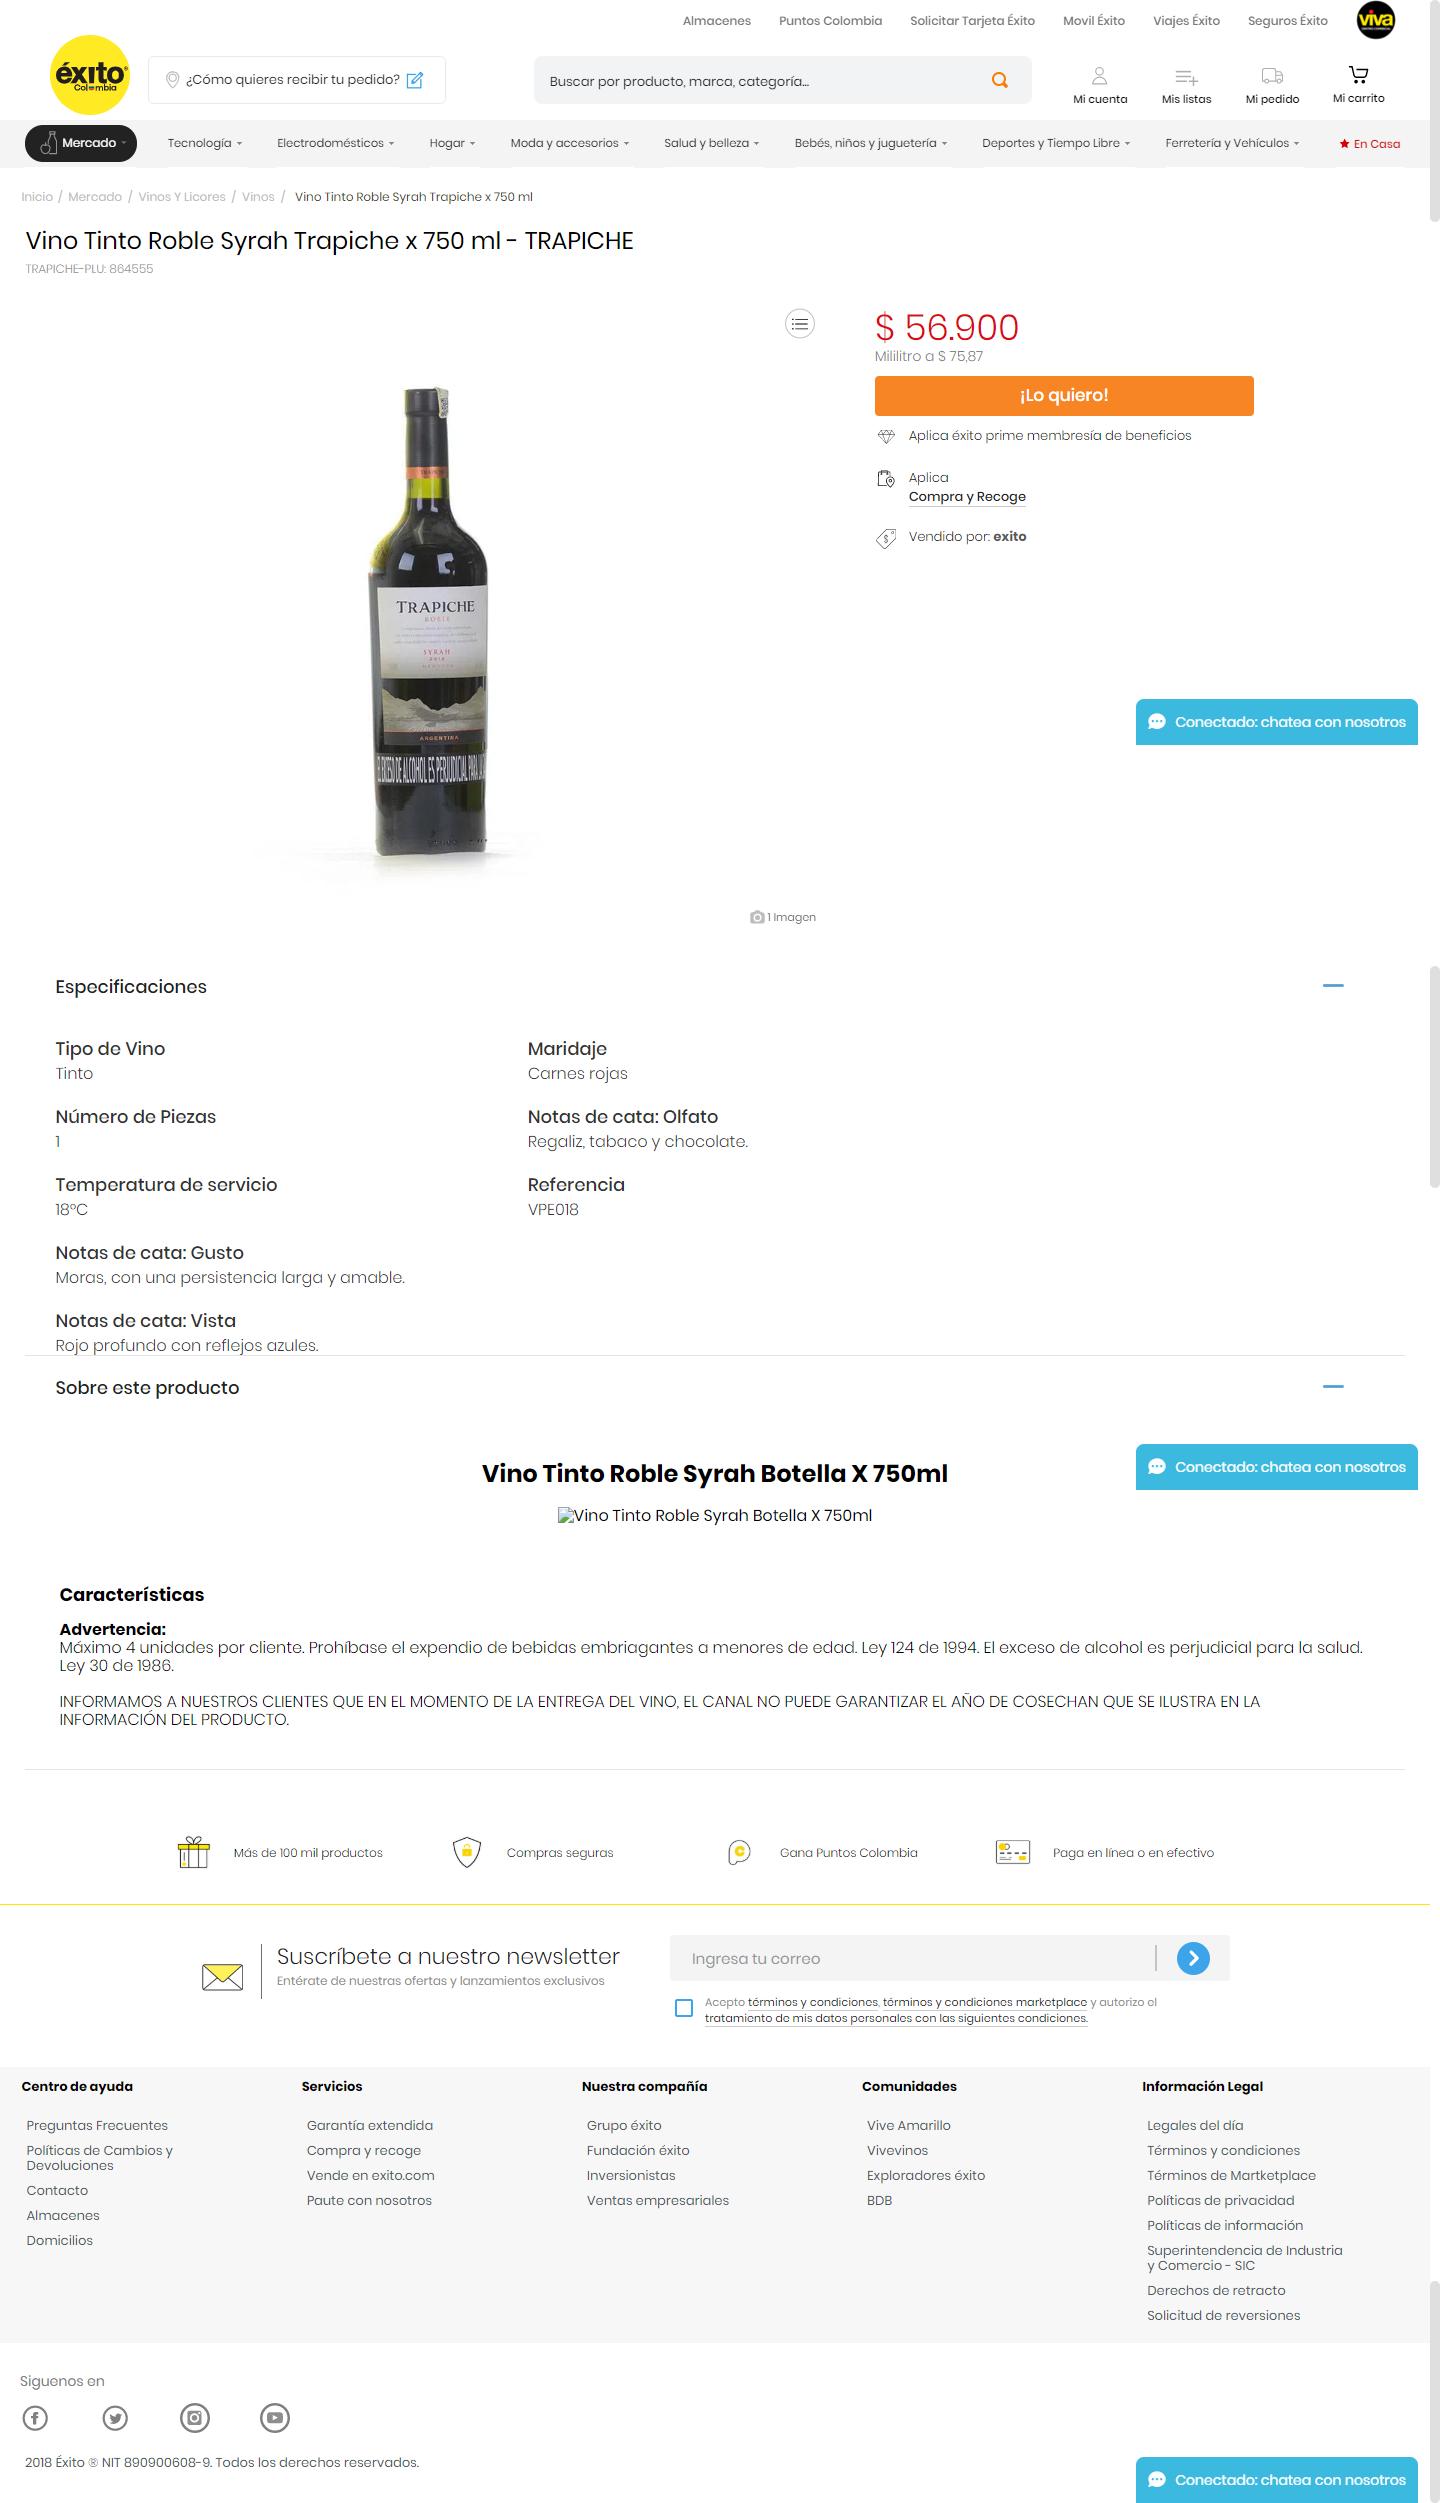 Almacenes
Puntos Colombia
Solicitar Tarjeta Éxito
Movil Éxito
Viajes Éxito
Seguros Éxito
viva
éxito
Colombia
¿Cómo quieres recibir tu pedido?
Buscar por producto, marca, categoría...
Mi cuenta
Mis listas
Mi pedido
Mi carrito
Mercado
Tecnología
Electrodomésticos
Hogar
Moda y accesorios
Salud y belleza
Bebés, niños y juguetería
Deportes y Tiempo Libre
Ferretería y Vehículos
En Casa
Inicio / Mercado / Vinos Y Licores / Vinos / Vino Tinto Roble Syrah Trapiche x 750 ml
Vino Tinto Roble Syrah Trapiche x 750 ml - TRAPICHE
TRAPICHE-PLU: 864555
$ 56.900
Mililitro a $ 75,87
¡Lo quiero!
Aplica éxito prime membresía de beneficios
Aplica
Compra y Recoge
Vendido por: exito
TRAPICHE
ROBLE
SYRAH
ARGENTINA
EL EXCESO DE ALCOHOL ES PERJUDICIAL PARA LA
Conectado: chatea con nosotros
1 Imagen
Especificaciones
Tipo de Vino
Tinto
Maridaje
Carnes rojas
Número de Piezas
1
Notas de cata: Olfato
Regaliz, tabaco y chocolate.
Temperatura de servicio
18°C
Referencia
VPE018
Notas de cata: Gusto
Moras, con una persistencia larga y amable.
Notas de cata: Vista
Rojo profundo con reflejos azules.
Sobre este producto
Conectado: chatea con nosotros
Vino Tinto Roble Syrah Botella X 750ml
Vino Tinto Roble Syrah Botella X 750ml
Características
Advertencia:
Máximo 4 unidades por cliente. Prohíbase el expendio de bebidas embriagantes a menores de edad. Ley 124 de 1994. El exceso de alcohol es perjudicial para la salud.
Ley 30 de 1986.
INFORMAMOS A NUESTROS CLIENTES QUE EN EL MOMENTO DE LA ENTREGA DEL VINO, EL CANAL NO PUEDE GARANTIZAR EL AÑO DE COSECHAN QUE SE ILUSTRA EN LA
INFORMACIÓN DEL PRODUCTO.
Más de 100 mil productos
Compras seguras
Gana Puntos Colombia
Paga en línea o en efectivo
Suscríbete a nuestro newsletter
Entérate de nuestras ofertas y lanzamientos exclusivos
Ingresa tu correo
Acepto términos y condiciones, términos y condiciones marketplace y autorizo el
tratamiento de mis datos personales con las siguientes condiciones.
Centro de ayuda
Preguntas Frecuentes
Políticas de Cambios y
Devoluciones
Contacto
Almacenes
Domicilios
Servicios
Garantía extendida
Compra y recoge
Vende en exito.com
Paute con nosotros
Nuestra compañía
Grupo éxito
Fundación éxito
Inversionistas
Ventas empresariales
Comunidades
Vive Amarillo
Vivevinos
Exploradores éxito
BDB
Información Legal
Legales del día
Términos y condiciones
Términos de Martketplace
Políticas de privacidad
Políticas de información
Superintendencia de Industria
y Comercio - SIC
Derechos de retracto
Solicitud de reversiones
Siguenos en
2018 Éxito ® NIT 890900608-9. Todos los derechos reservados.
Conectado: chatea con nosotros